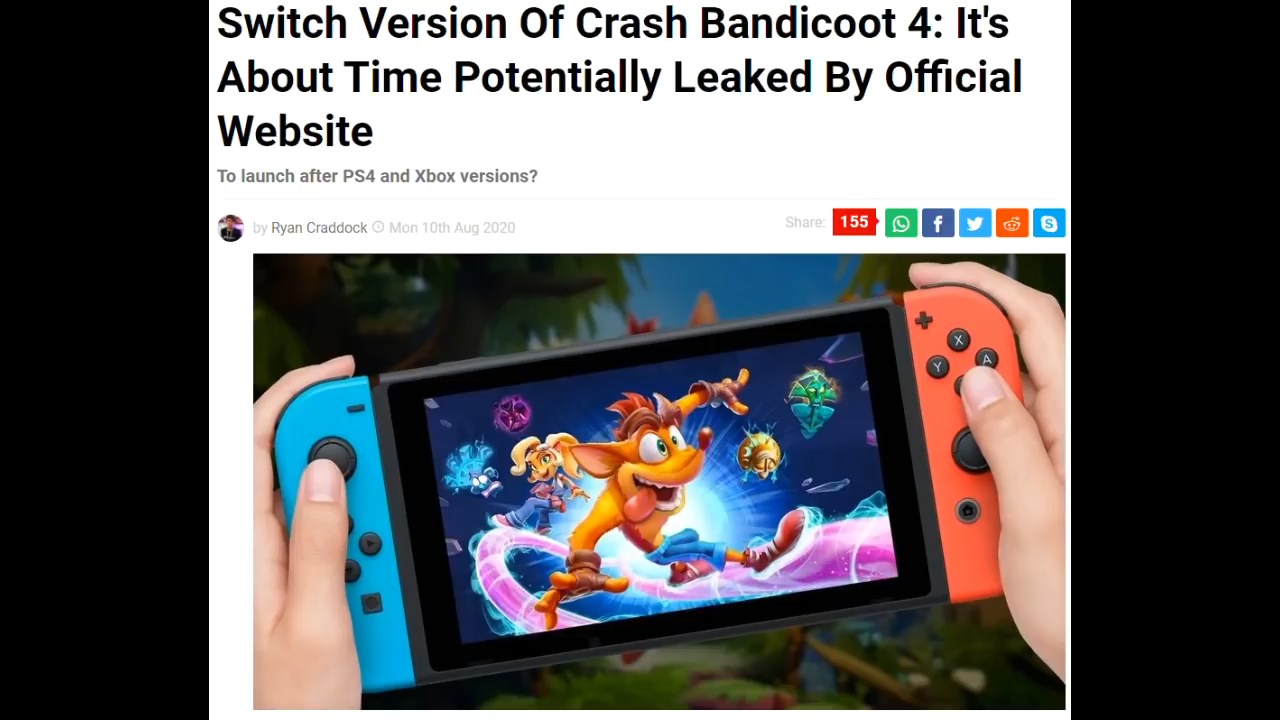 Switch Version Of Crash Bandicoot 4: It's
About Time Potentially Leaked By Official
Website
To launch after PS4 and Xbox versions?
by Ryan Craddock Mon 10th Aug 2020
Share: 155
X
Y A